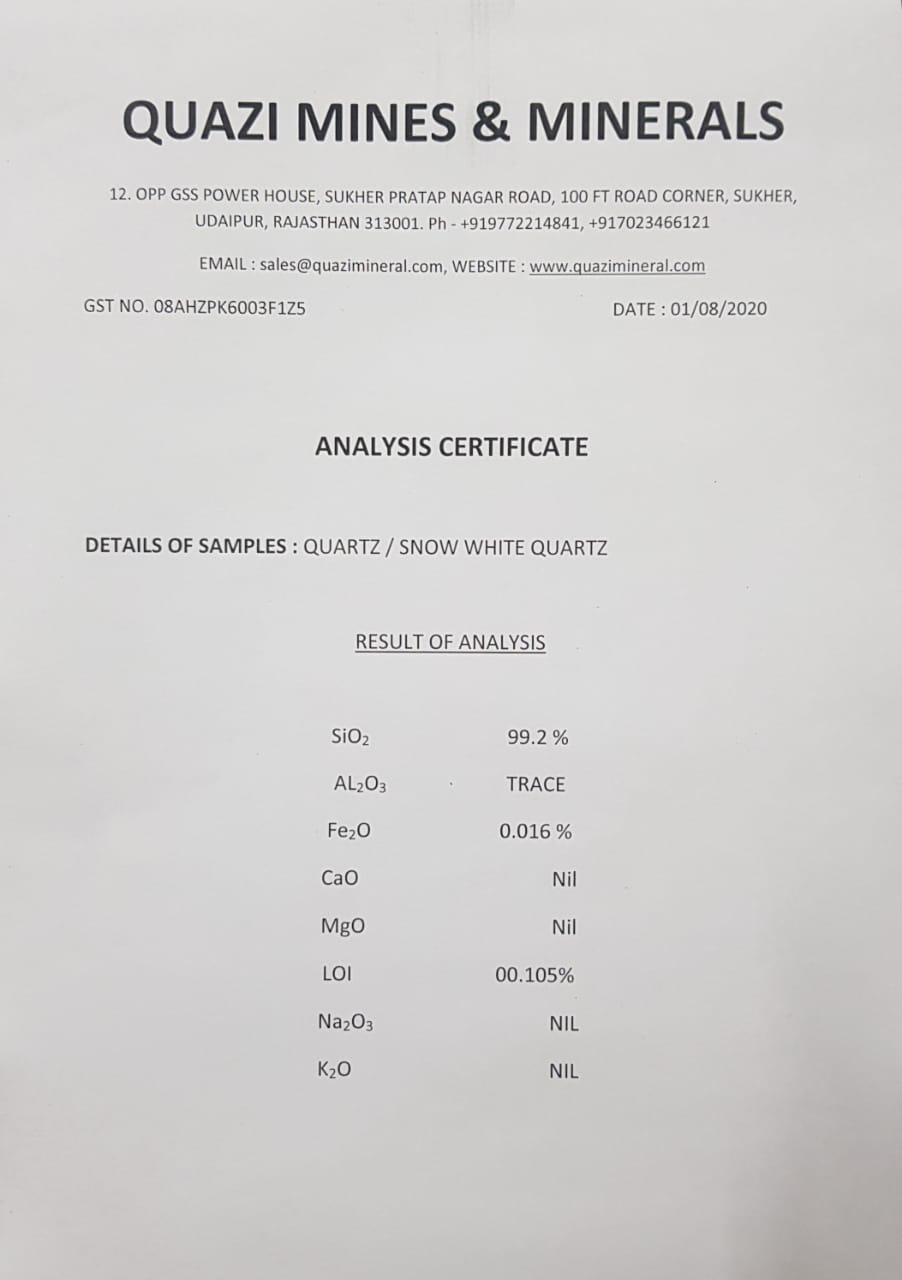 QUAZI MINES & MINERALS
12. OPP GSS POWER HOUSE, SUKHER PRATAP NAGAR ROAD, 100 FT ROAD CORNER, SUKHER,
UDAIPUR, RAJASTHAN 313001. Ph - +919772214841, +917023466121
EMAIL : sales@quazimineral.com, WEBSITE : www.quazimineral.com
GST NO. 08AHZPK6003F1Z5 DATE : 01/08/2020
ANALYSIS CERTIFICATE
DETAILS OF SAMPLES : QUARTZ / SNOW WHITE QUARTZ
RESULT OF ANALYSIS
SiO₂ 99.2 %
AL₂O₃ TRACE
Fe₂O 0.016 %
CaO Nil
MgO Nil
LOI 00.105%
Na₂O₃ NIL
K₂O NIL